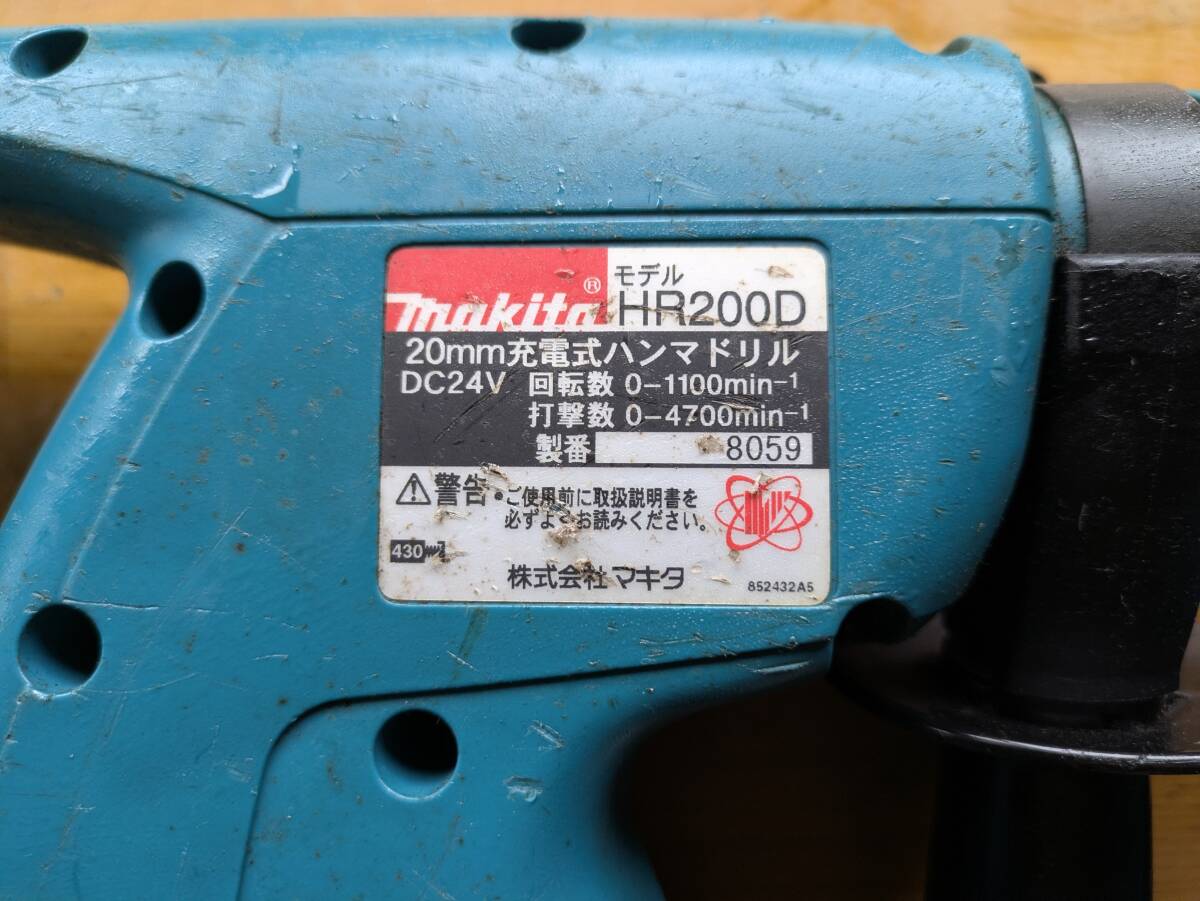 makita® モデル HR200D
20mm充電式ハンマドリル
DC24V 回転数 0-1100min-1
打撃数 0-4700min-1
製番 8059
警告 •ご使用前に取扱説明書を
必ずよくお読みください。
430
株式会社マキタ 852432A5